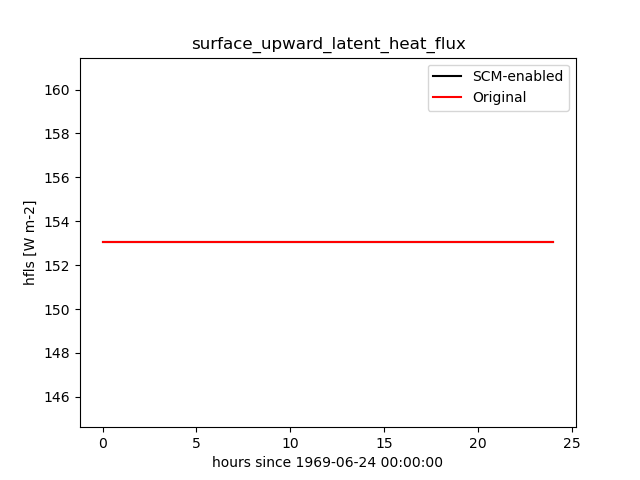 surface_upward_latent_heat_flux
SCM-enabled
Original
hfls [W m-2]
160
158
156
154
152
150
148
146
0 5 10 15 20 25
hours since 1969-06-24 00:00:00